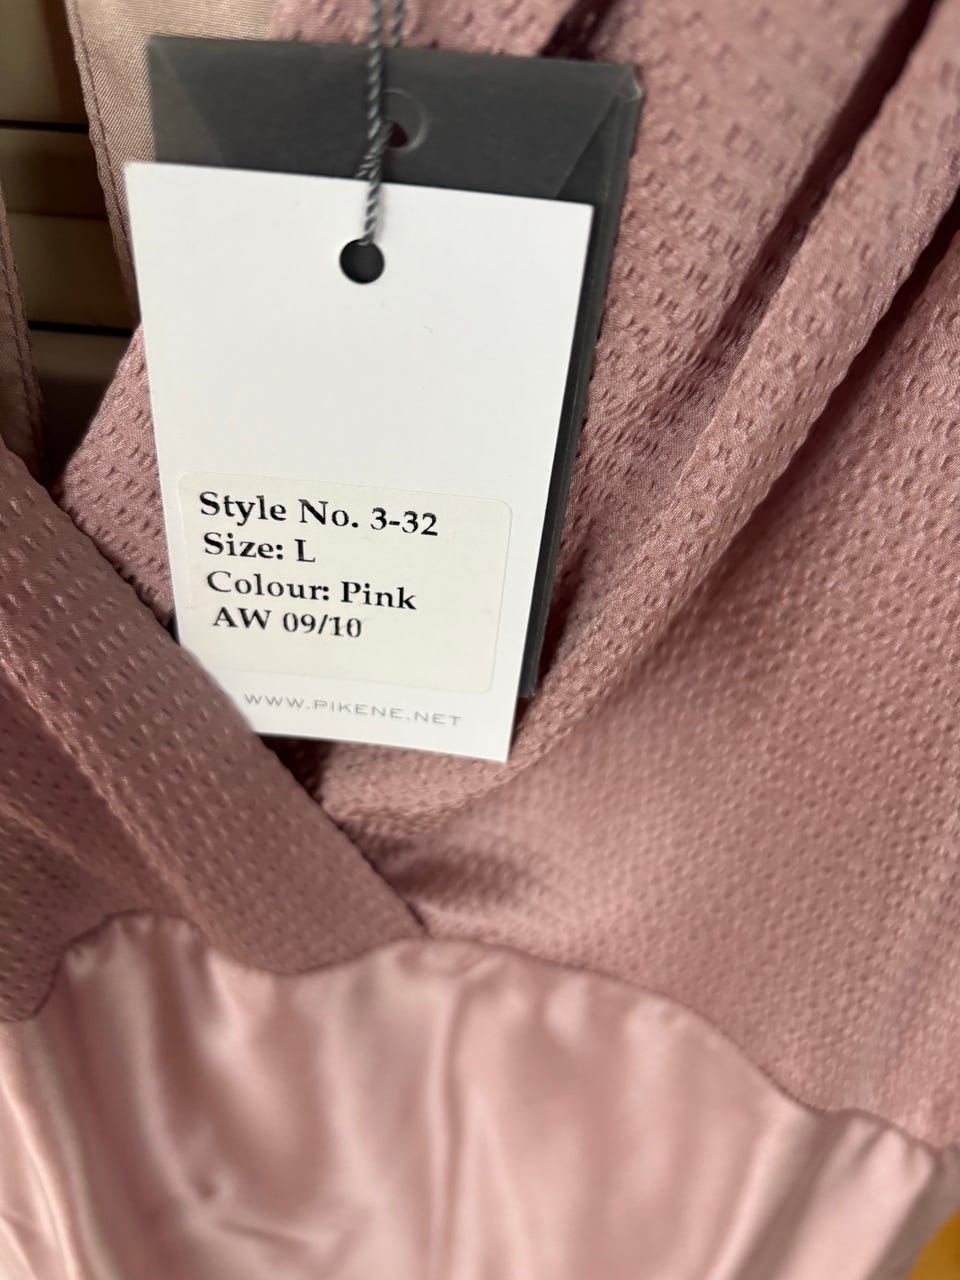 Style No. 3-32
Size: L
Colour: Pink
AW 09/10
WWW.PIKENE.NET